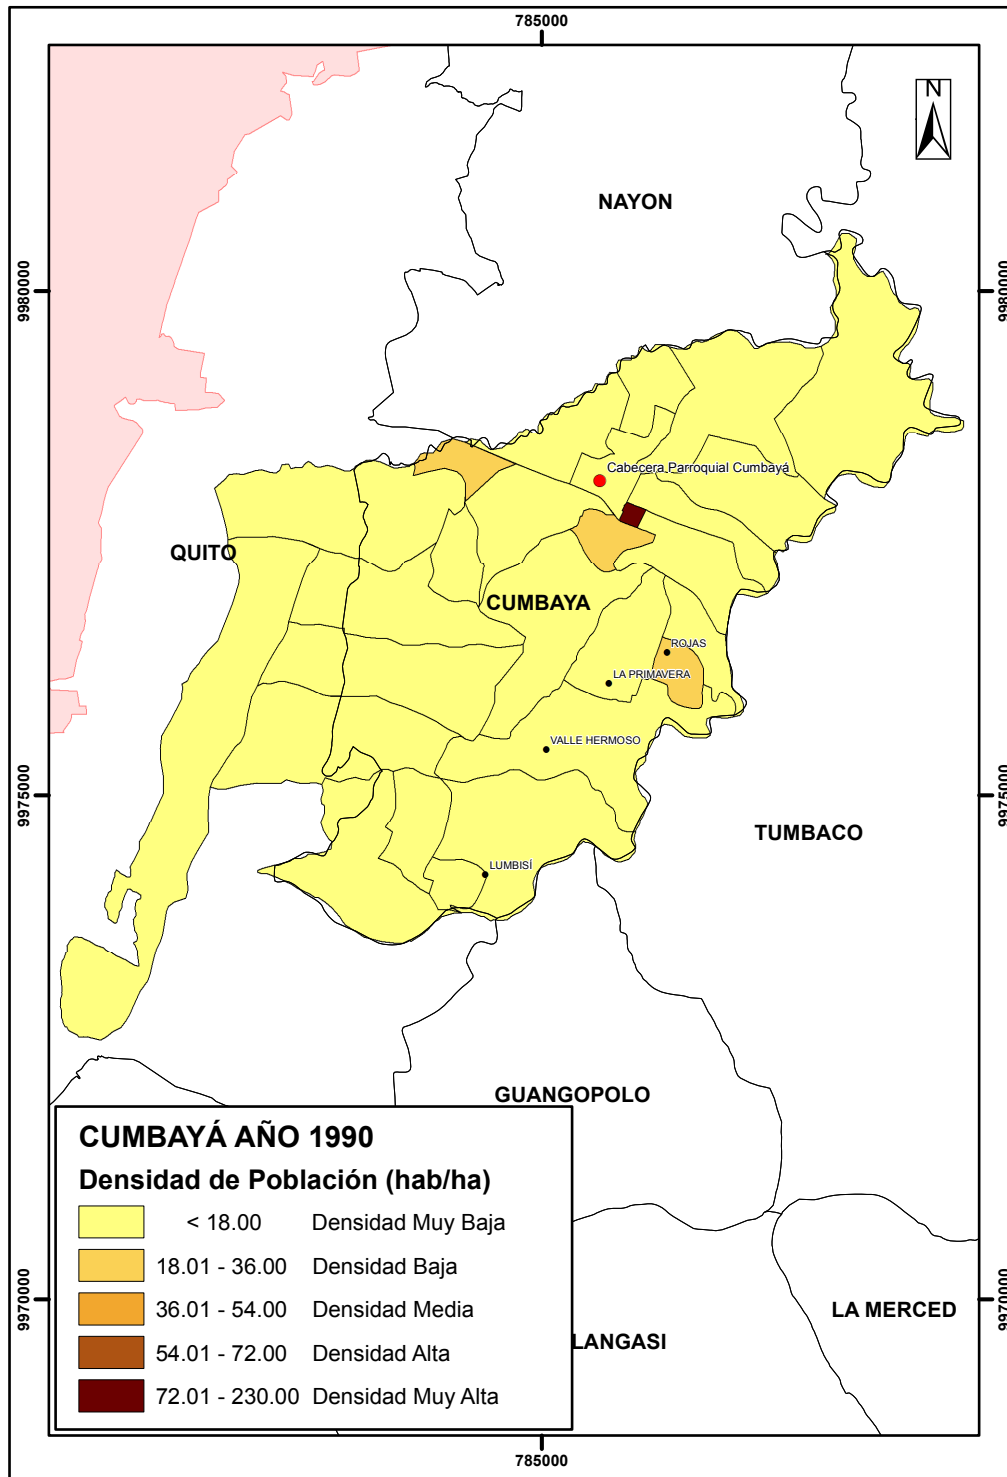 785000
N
NAYON
9980000
9980000
Cabecera Parroquial Cumbayá
QUITO
CUMBAYA
ROJAS
LA PRIMAVERA
VALLE HERMOSO
9975000
9975000
TUMBACO
LUMBISÍ
GUANGOPOLO
CUMBAYÁ AÑO 1990
Densidad de Población (hab/ha)
< 18.00 Densidad Muy Baja
18.01 - 36.00 Densidad Baja
36.01 - 54.00 Densidad Media
54.01 - 72.00 Densidad Alta
72.01 - 230.00 Densidad Muy Alta
9970000
9970000
LA MERCED
LANGASI
785000